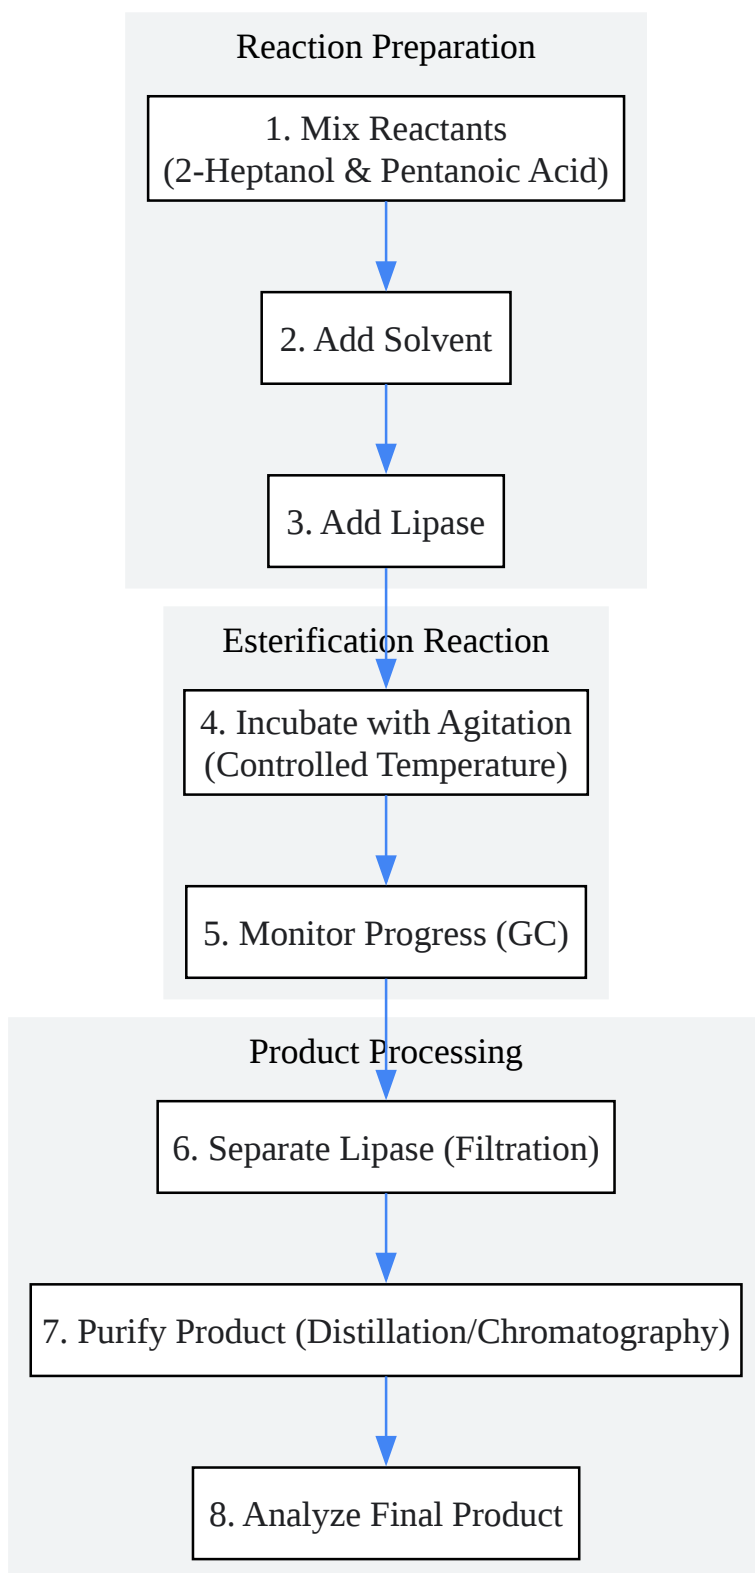 Reaction Preparation
1. Mix Reactants
(2-Heptanol & Pentanoic Acid)
2. Add Solvent
3. Add Lipase
Esterification Reaction
4. Incubate with Agitation
(Controlled Temperature)
5. Monitor Progress (GC)
Product Processing
6. Separate Lipase (Filtration)
7. Purify Product (Distillation/Chromatography)
8. Analyze Final Product